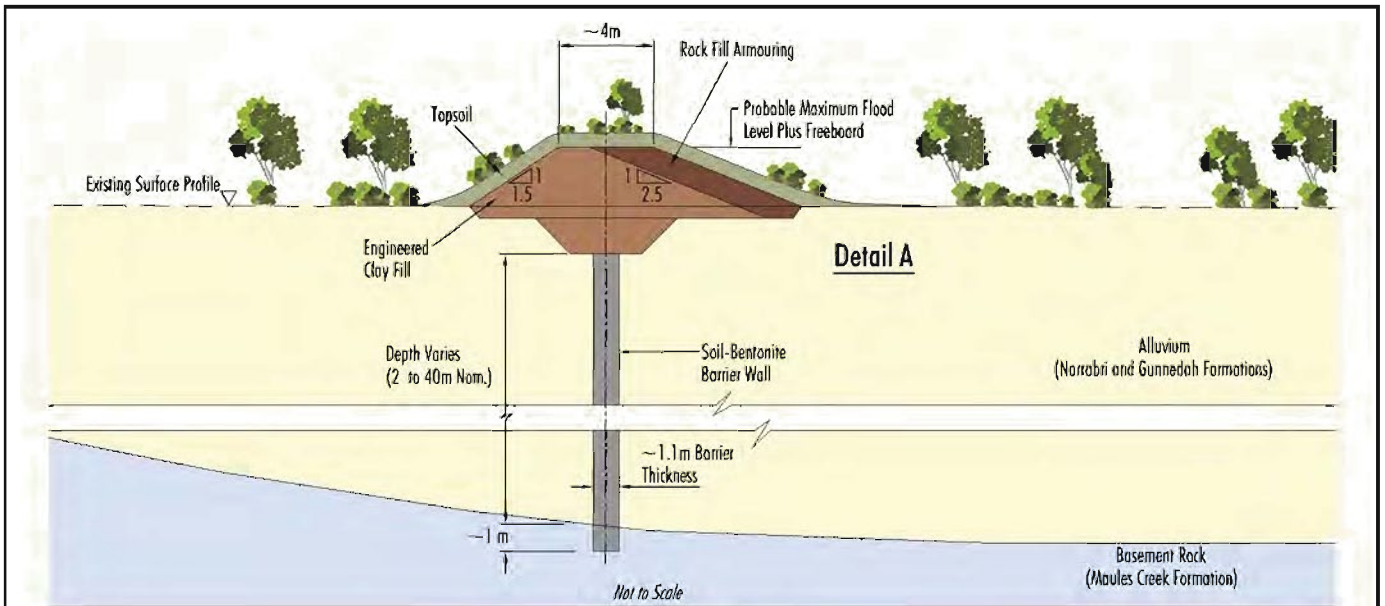 ~4m
Rock Fill Armouring
Topsoil
Probable Maximum Flood
Level Plus Freeboard
Existing Surface Profile
1
1.5
1
2.5
Engineered
Clay Fill
Detail A
Depth Varies
(2 to 40m Nom.)
Soil-Bentonite
Barrier Wall
Alluvium
(Narrabri and Gunnedah Formations)
~1.1m Barrier
Thickness
~1 m
Basement Rock
(Maules Creek Formation)
Not to Scale